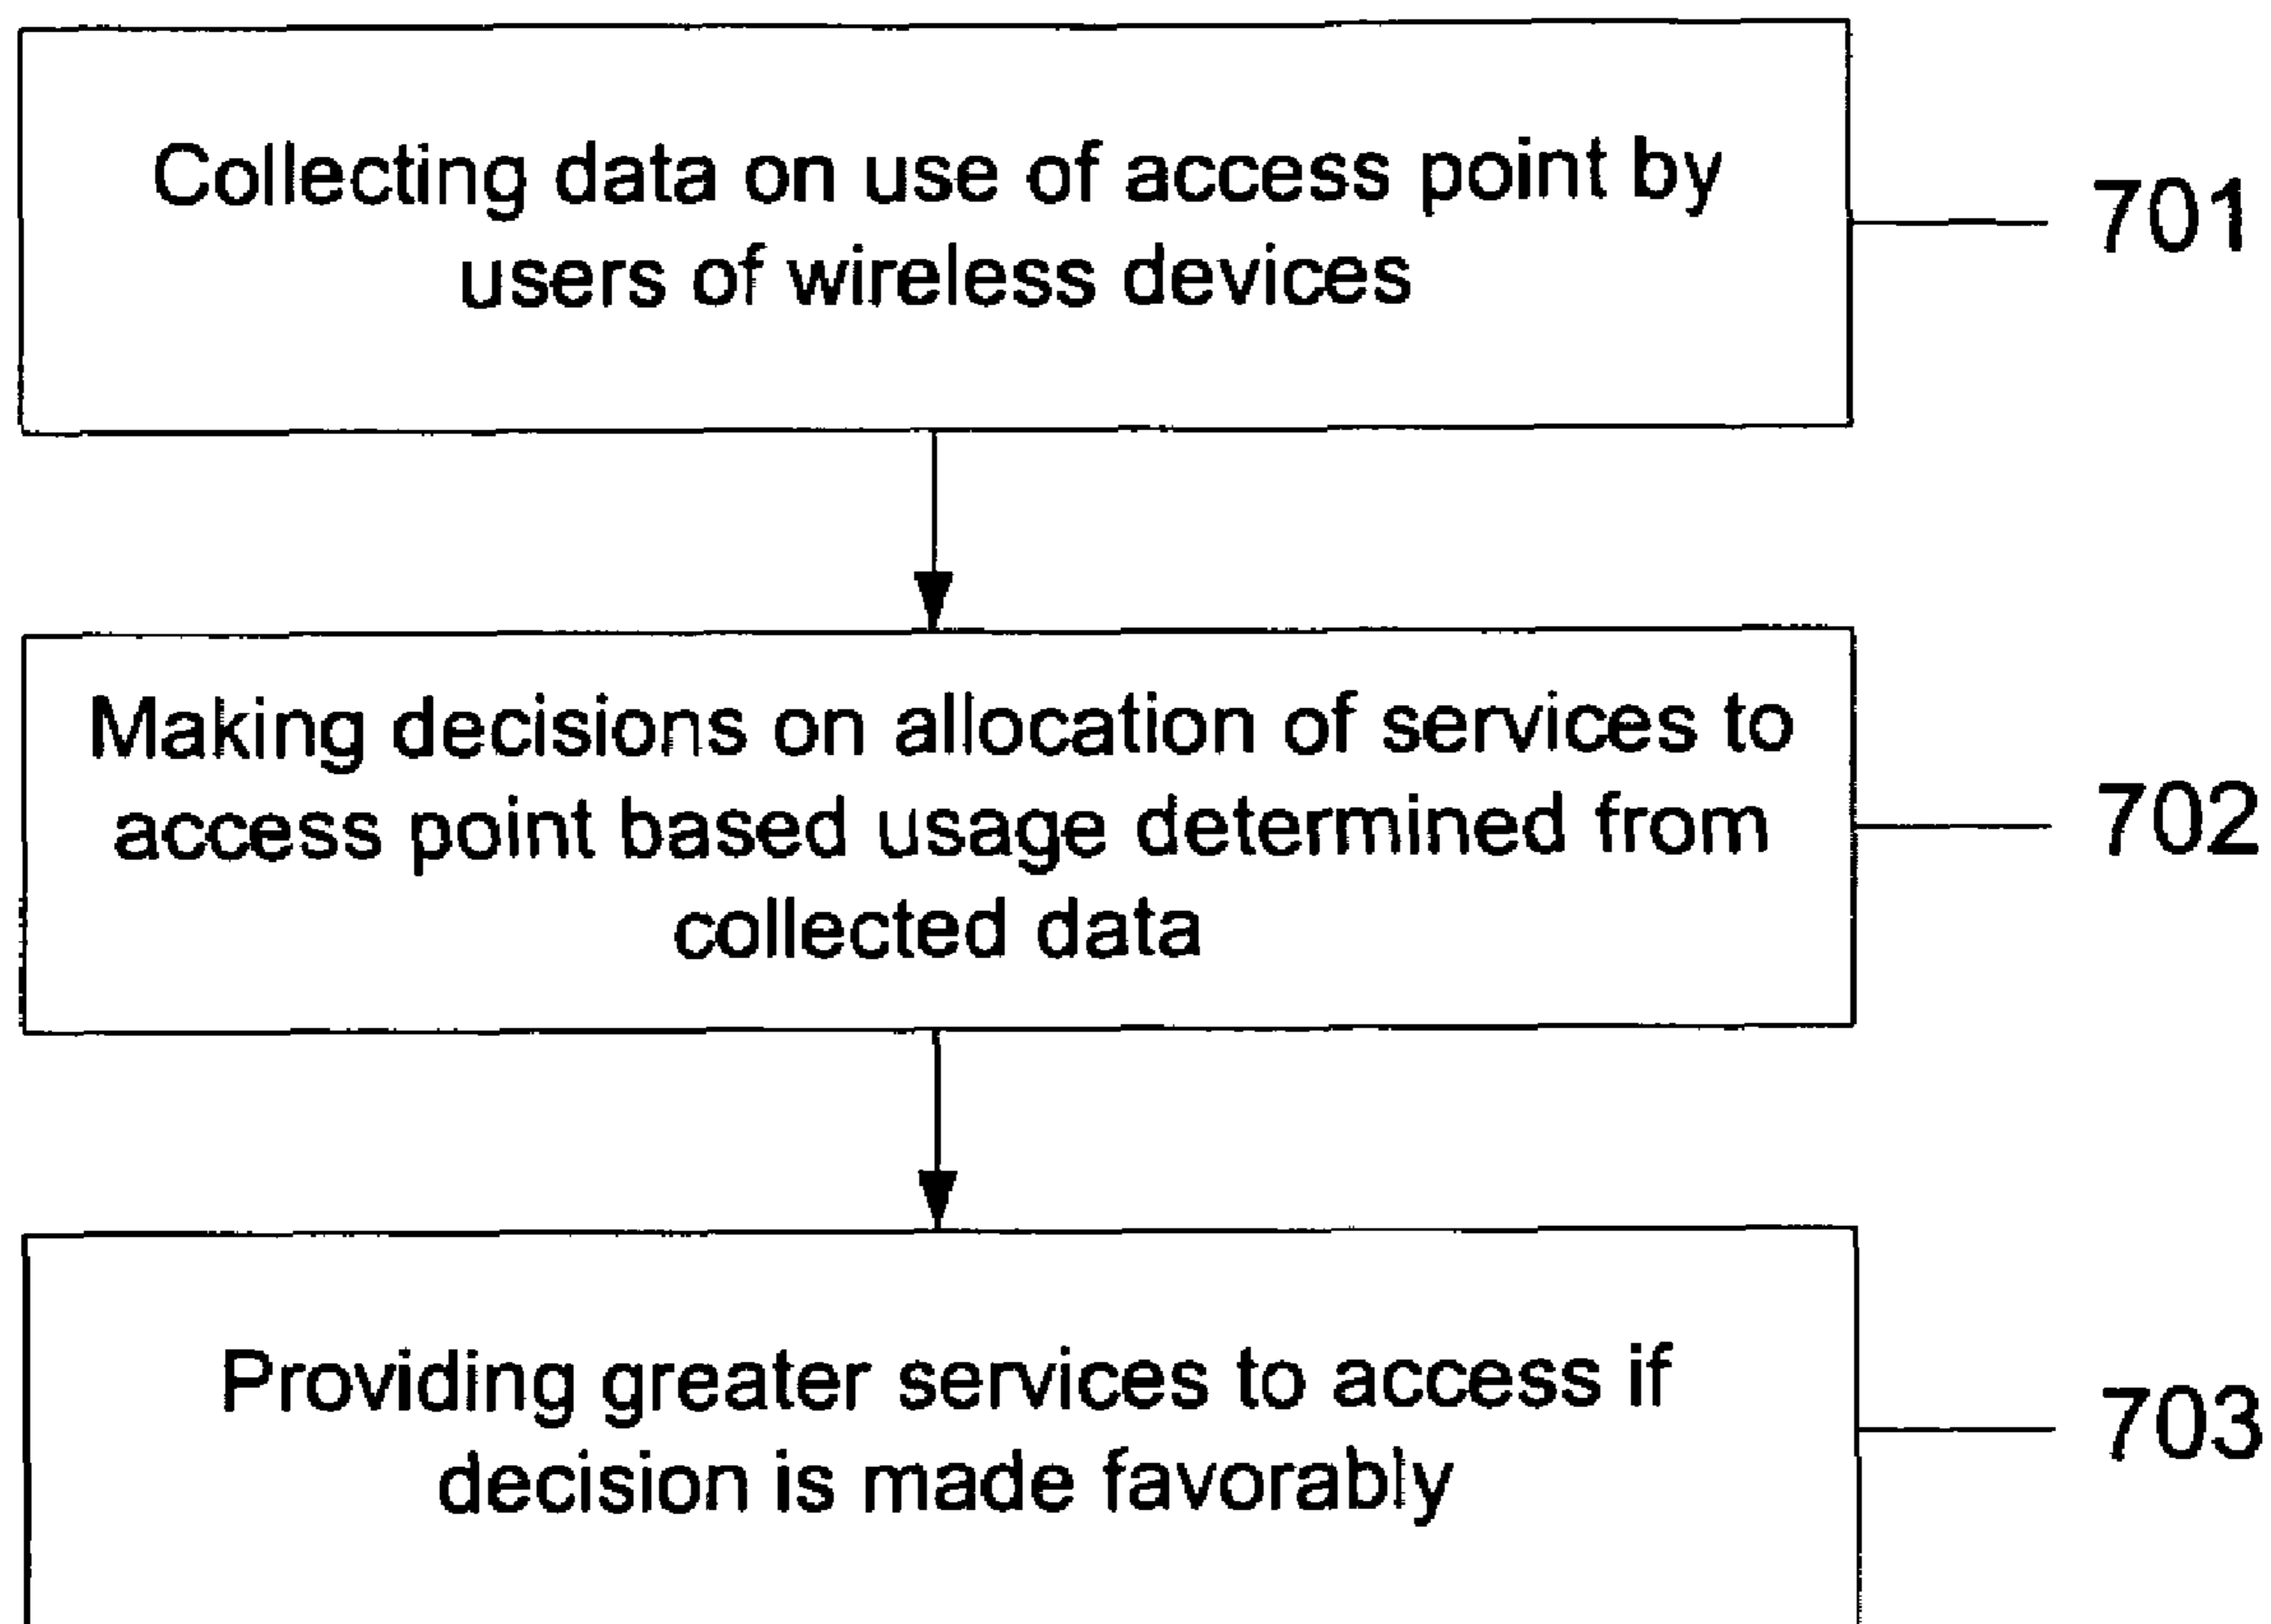 Collecting data on use of access point by
users of wireless devices
701
Making decisions on allocation of services to
access point based usage determined from
collected data
702
Providing greater services to access if
decision is made favorably
703